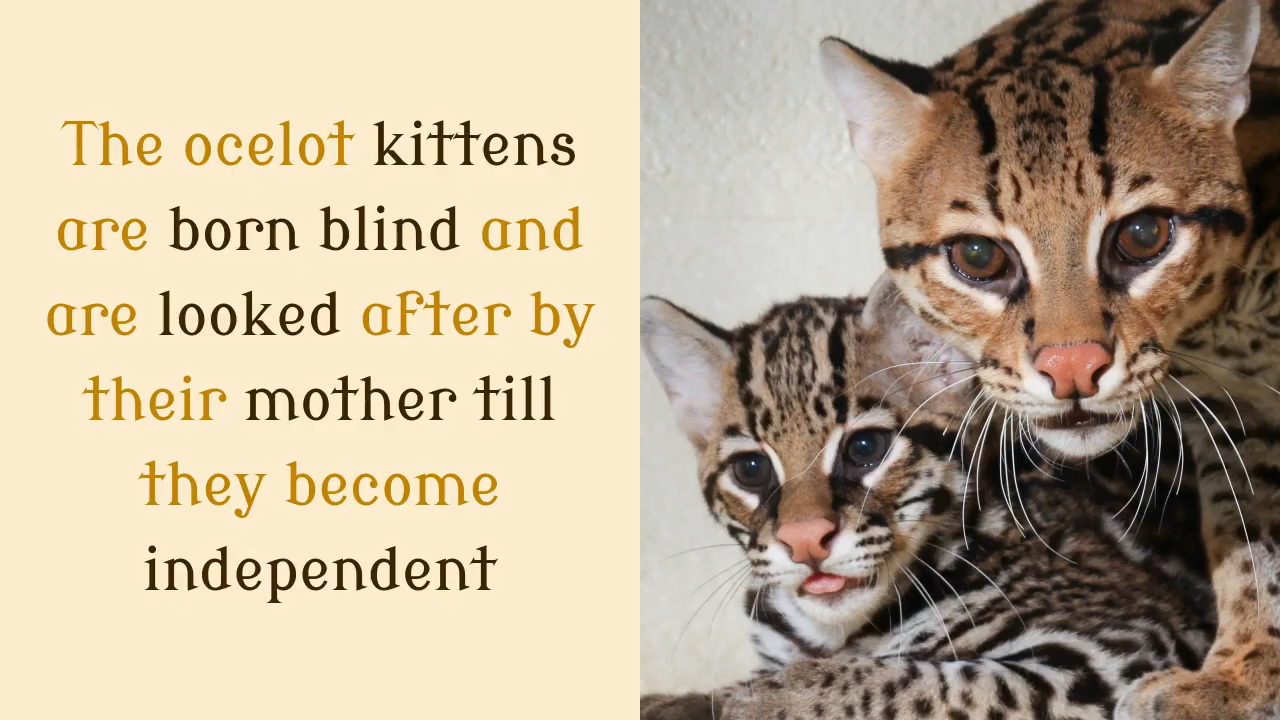 The ocelot kittens
are born blind and
are looked after by
their mother till
they become
independent